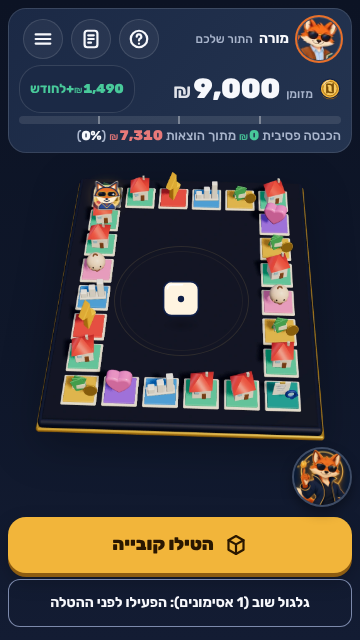 מורה התור שלכם
מזומן 9,000 ₪
1,490₪+ לחודש
הכנסה פסיבית 0 ₪ מתוך הוצאות 7,310 ₪ (0%)
הטילו קובייה
גלגול שוב (1 אסימונים): הפעילו לפני ההטלה